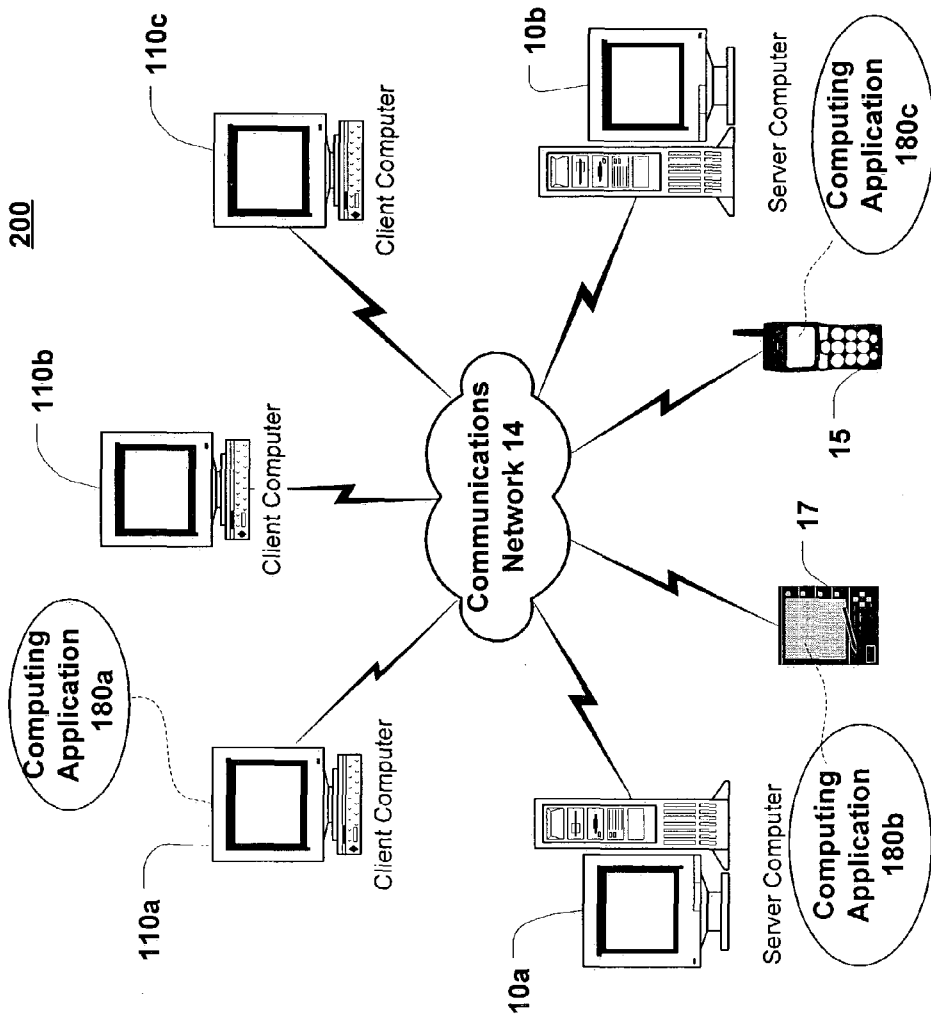 200
110a
110b
110c
Computing
Application
180a
Client Computer
Client Computer
Client Computer
Communications
Network 14
10a
10b
17
15
Server Computer
Server Computer
Computing
Application
180b
Computing
Application
180c